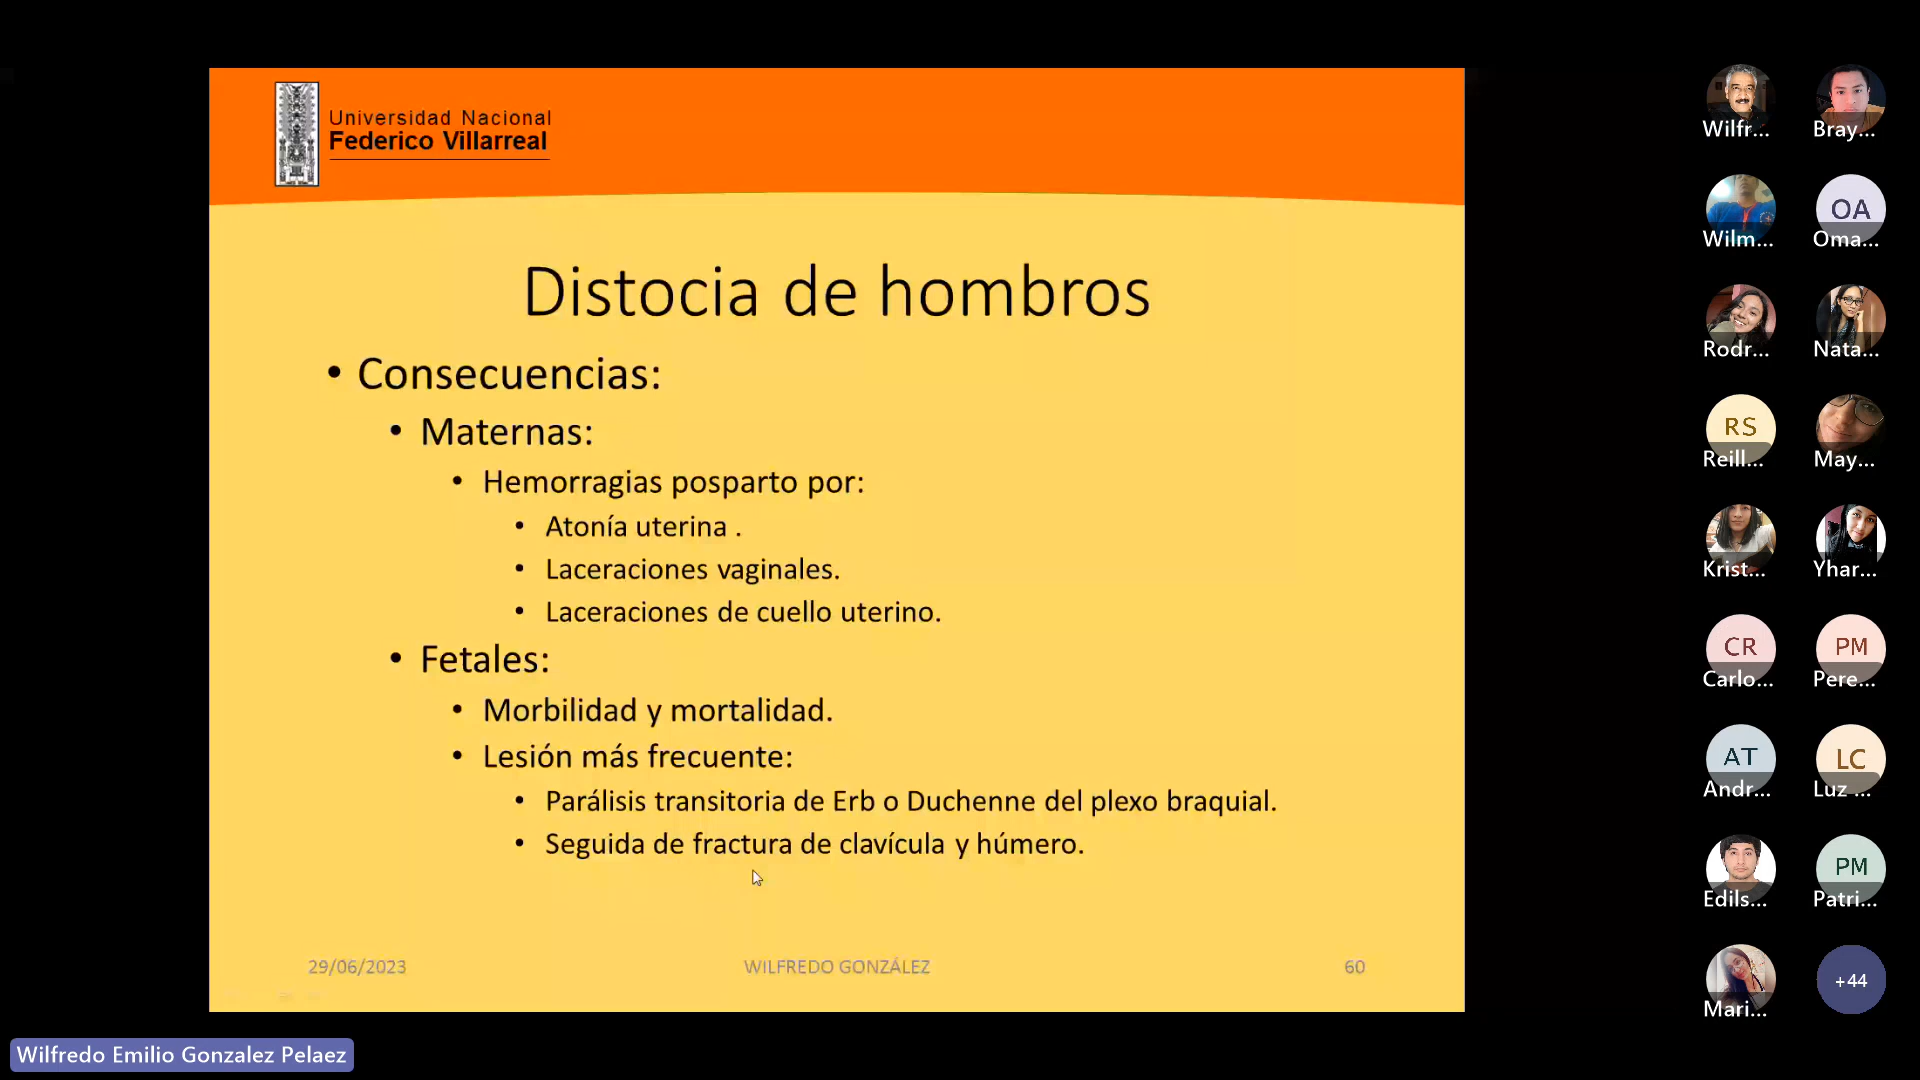 Universidad Nacional
Federico Villarreal
Distocia de hombros
• Consecuencias:
• Maternas:
• Hemorragias posparto por:
• Atonía uterina .
• Laceraciones vaginales.
• Laceraciones de cuello uterino.
• Fetales:
• Morbilidad y mortalidad.
• Lesión más frecuente:
• Parálisis transitoria de Erb o Duchenne del plexo braquial.
• Seguida de fractura de clavícula y húmero.
29/06/2023
WILFREDO GONZÁLEZ
60
Wilfredo Emilio Gonzalez Pelaez
Wilfr...
Bray...
Wilm...
OA
Oma...
Rodr...
Nata...
RS
Reill...
May...
Krist...
Yhar...
CR
Carlo...
PM
Pere...
AT
Andr...
LC
Luz ...
Edils...
PM
Patri...
Mari...
+44